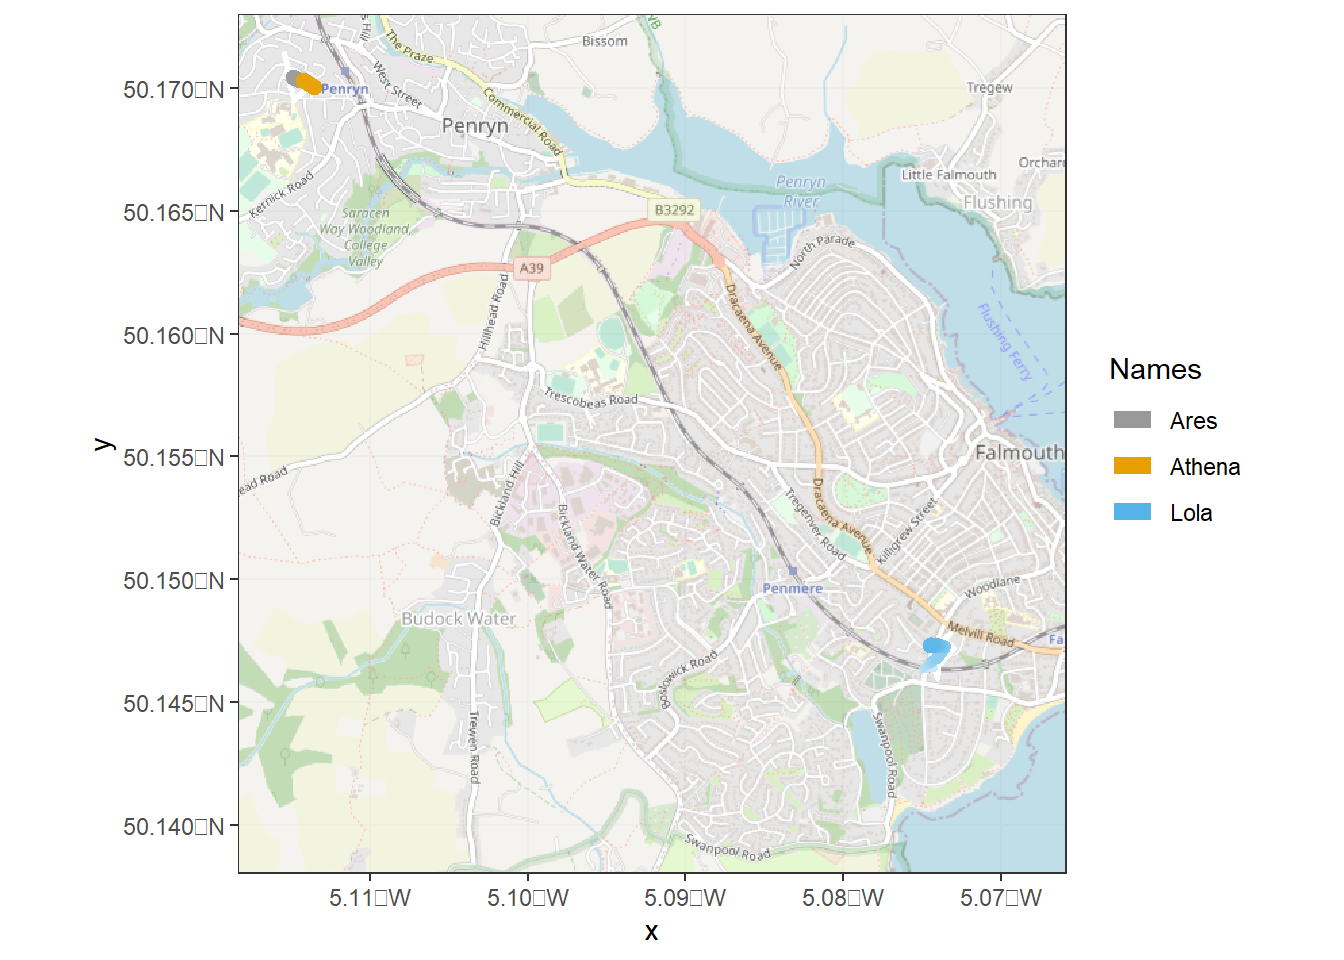 Bissom
s Hill
The Praze
VB
West Street
50.170□N
Penryn
Tregew
Commercial Road
Penryn
Orchar
Little Falmouth
Kernick Road
Penryn
River
Flushing
50.165□N
B3292
Saracen
Way Woodland,
College
Valley
North Parade
A39
Hillhead Road
Dracaena Avenue
Flushing Ferry
50.160□N
Names
Trescobeas Road
Ares
y
50.155□N
Falmouth
Athena
ead Road
Bickland Hill
Dracaena Avenue
Tregenver Road
Killigrew Street
Lola
Bickland Water Road
50.150□N
Penmere
Woodlane
Budock Water
Melvill Road
Fa
Boslowick Road
50.145□N
Trewen Road
Swanpool Road
50.140□N
Swanpool Road
5.11□W
5.10□W
5.09□W
5.08□W
5.07□W
x